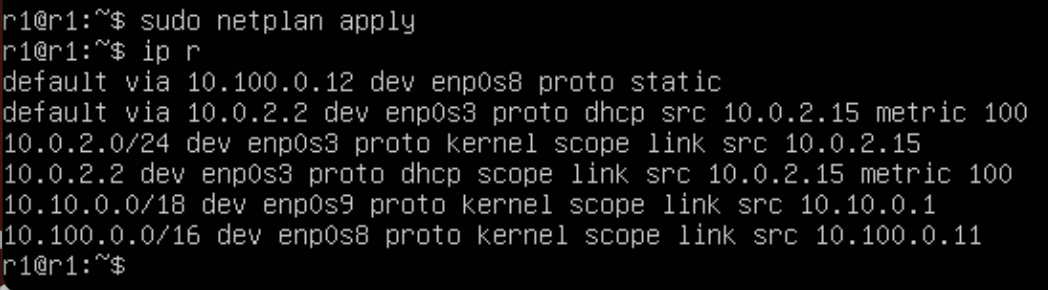 r1@r1:~$ sudo netplan apply
r1@r1:~$ ip r
default via 10.100.0.12 dev enp0s8 proto static
default via 10.0.2.2 dev enp0s3 proto dhcp src 10.0.2.15 metric 100
10.0.2.0/24 dev enp0s3 proto kernel scope link src 10.0.2.15
10.0.2.2 dev enp0s3 proto dhcp scope link src 10.0.2.15 metric 100
10.10.0.0/18 dev enp0s9 proto kernel scope link src 10.10.0.1
10.100.0.0/16 dev enp0s8 proto kernel scope link src 10.100.0.11
r1@r1:~$